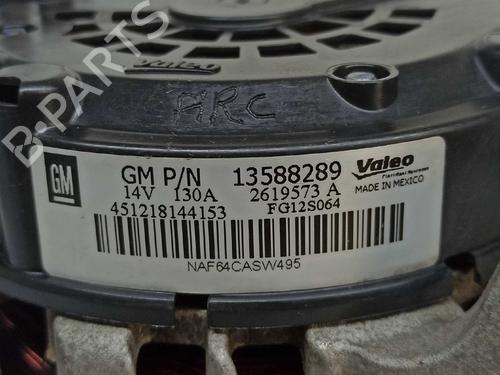 Valeo
ARC
GM
GM P/N 13588289
14V 130A 2619573 A
451218144153 FG12S064
NAF64CASW495
Valeo
MADE IN MEXICO
B-PARTS